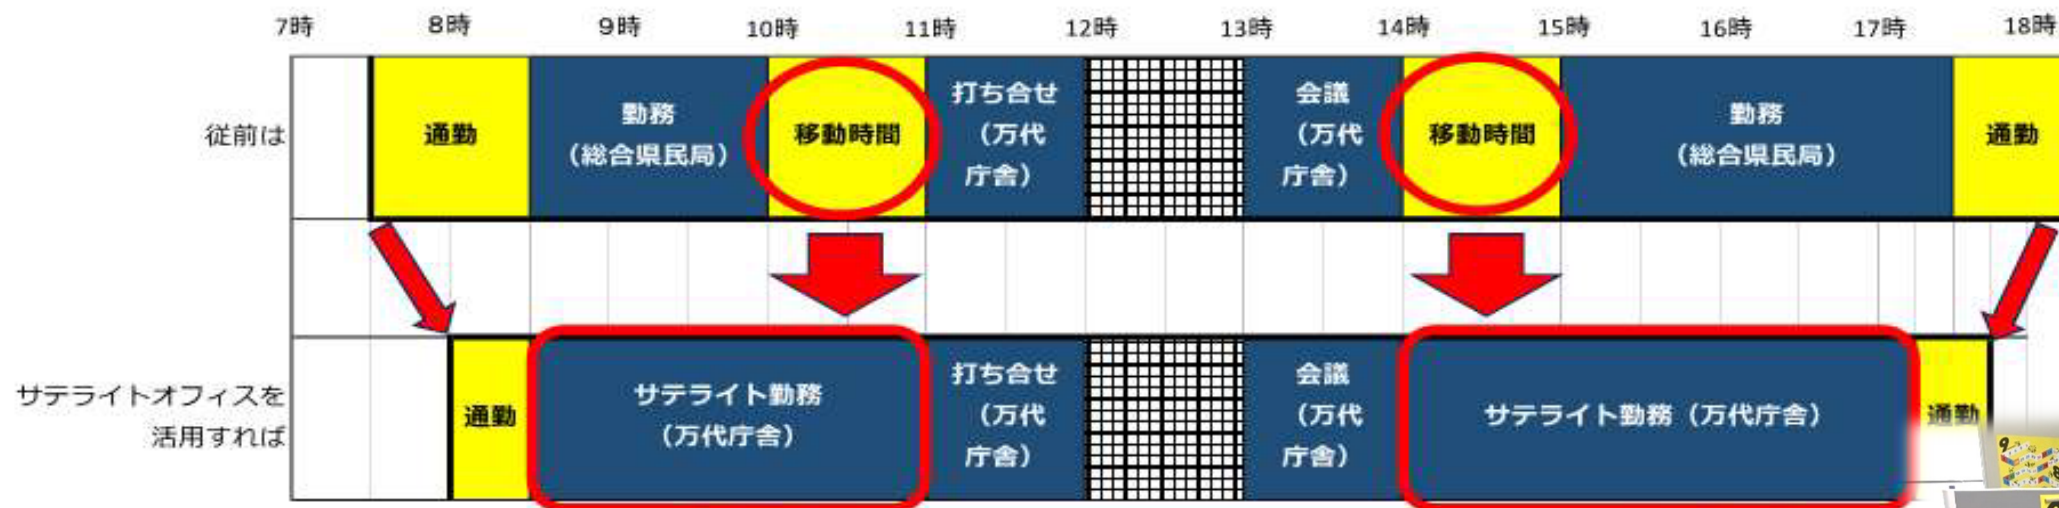 7時 8時 9時 10時 11時 12時 13時 14時 15時 16時 17時 18時
従前は
通勤
勤務
（総合県民局）
移動時間
打ち合せ
（万代
庁舎）
会議
（万代
庁舎）
移動時間
勤務
（総合県民局）
通勤
サテライトオフィスを
活用すれば
通勤
サテライト勤務
（万代庁舎）
打ち合せ
（万代
庁舎）
会議
（万代
庁舎）
サテライト勤務（万代庁舎）
通勤